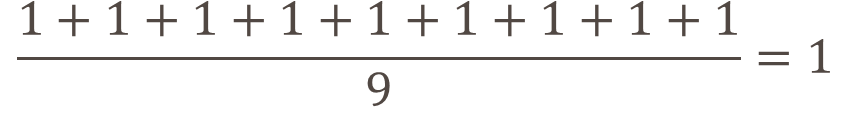 1 + 1 + 1 + 1 + 1 + 1 + 1 + 1 + 1
9
= 1